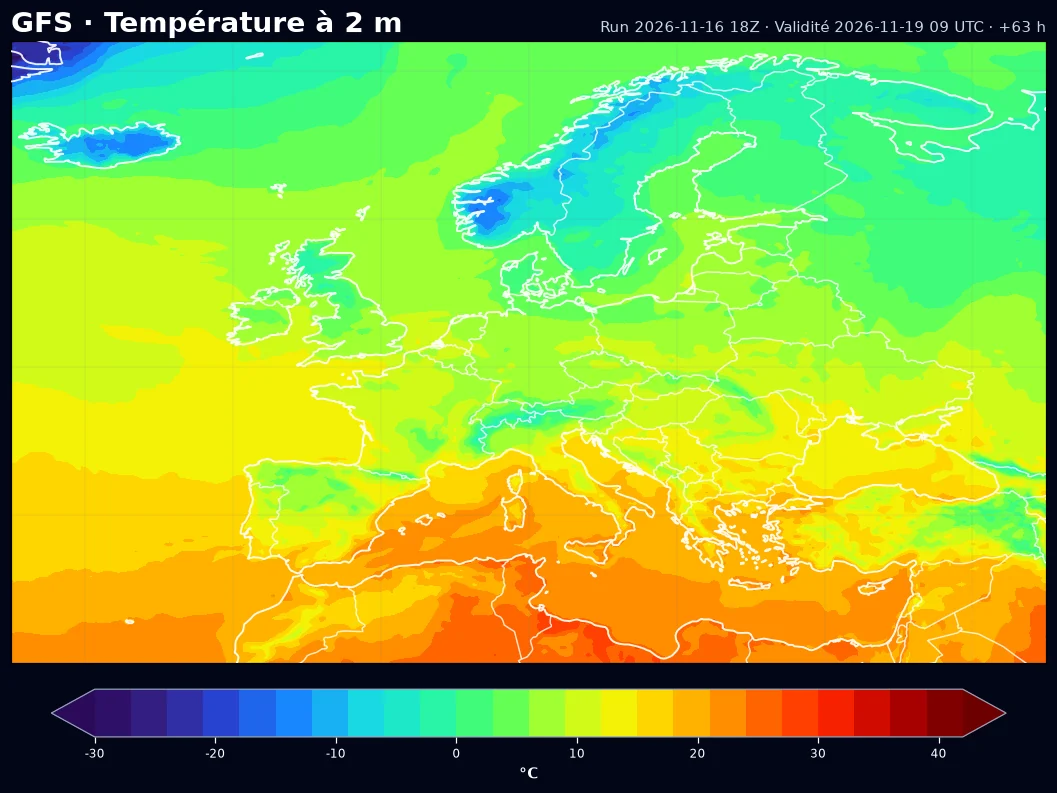 GFS · Température à 2 m
Run 2026-11-16 18Z · Validité 2026-11-19 09 UTC · +63 h
-30 -20 -10 0 10 20 30 40
°C